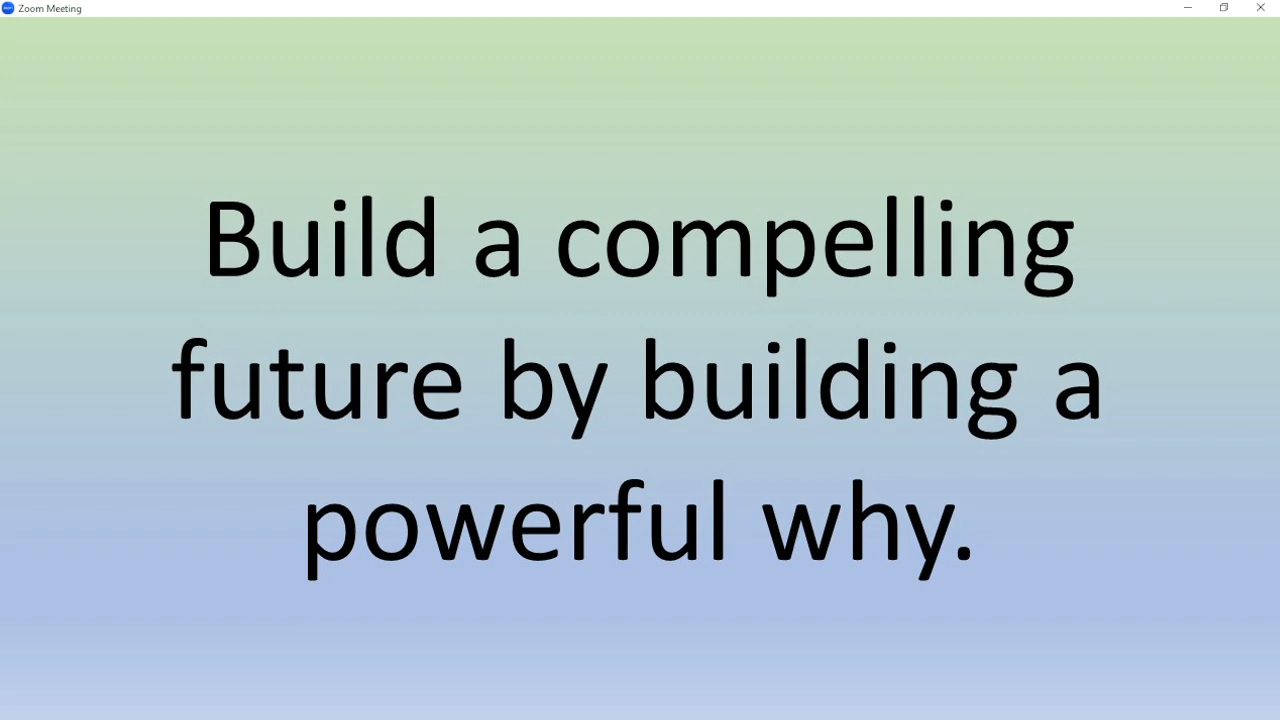 Zoom Meeting
Build a compelling
future by building a
powerful why.